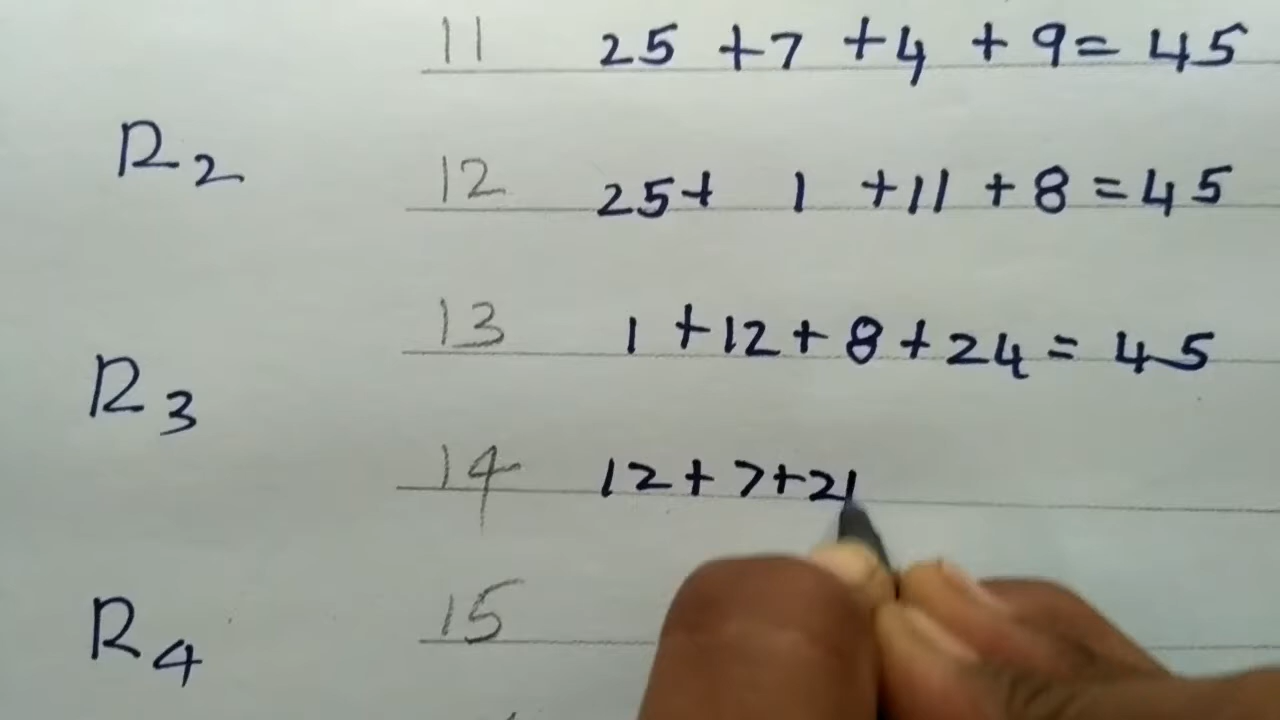 11 25 + 7 + 4 + 9 = 45
R2
12 25 + 1 + 11 + 8 = 45
13 1 + 12 + 8 + 24 = 45
R3
14 12 + 7 + 21
15
R4